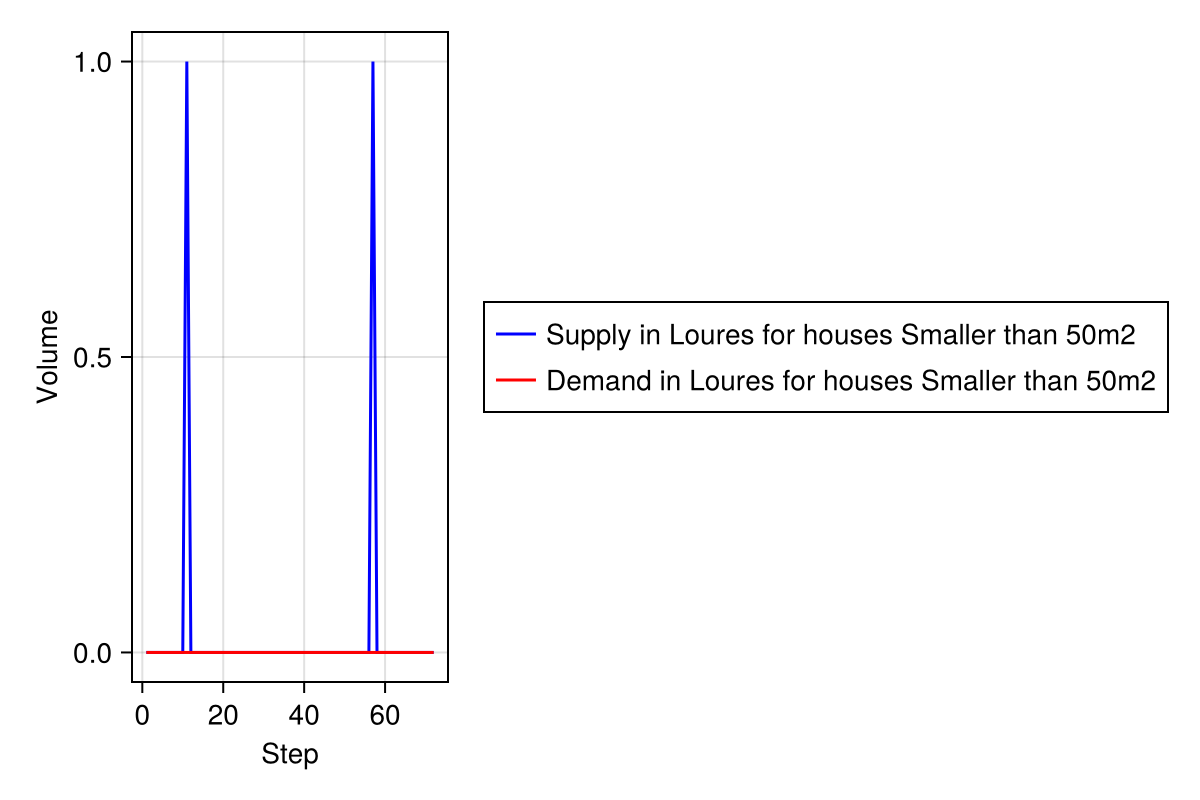 1.0
0.5
0.0
Volume
0 20 40 60
Step
Supply in Loures for houses Smaller than 50m2
Demand in Loures for houses Smaller than 50m2